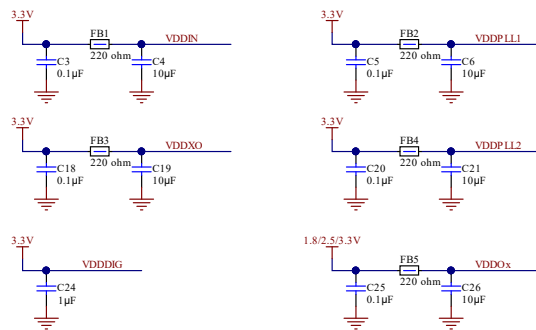 3.3V
FB1
VDDIN
C3
0.1µF
220 ohm
C4
10µF
3.3V
FB2
VDDPLL1
C5
0.1µF
220 ohm
C6
10µF
3.3V
FB3
VDDXO
C18
0.1µF
220 ohm
C19
10µF
3.3V
FB4
VDDPLL2
C20
0.1µF
220 ohm
C21
10µF
3.3V
VDDDIG
C24
1µF
1.8/2.5/3.3V
FB5
VDDOx
C25
0.1µF
220 ohm
C26
10µF